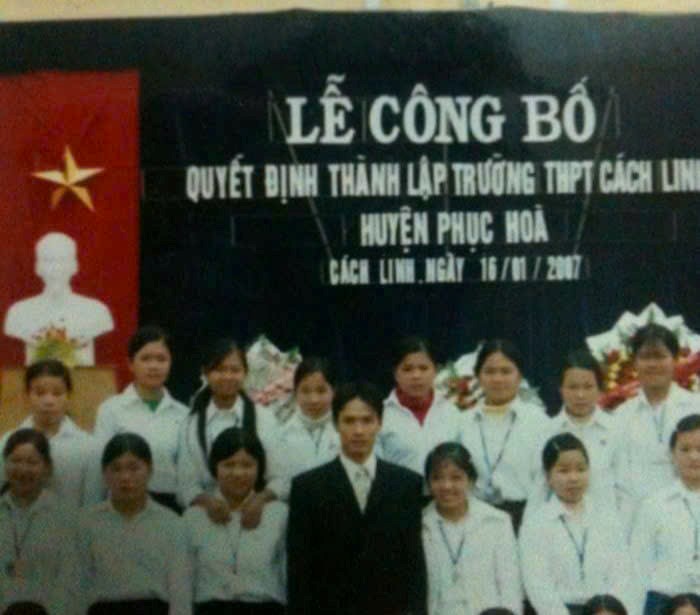 LỄ CÔNG BỐ
QUYẾT ĐỊNH THÀNH LẬP TRƯỜNG THPT CÁCH LINH
HUYỆN PHỤC HOÀ
CÁCH LINH. NGÀY 16/01/2007